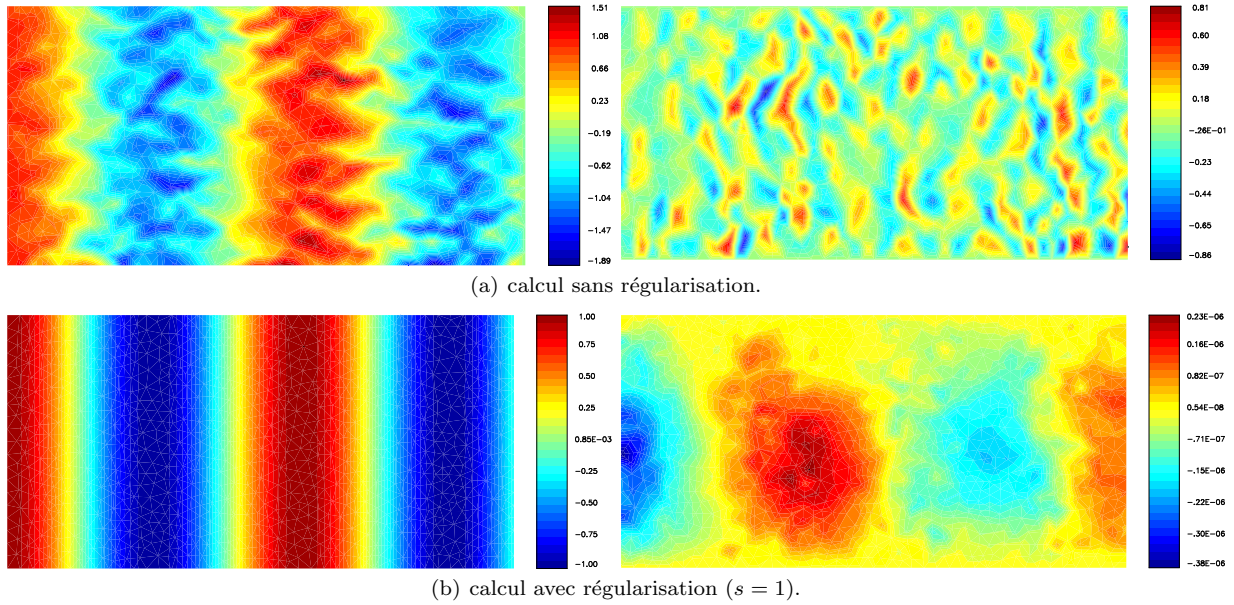 1.51
1.08
0.66
0.23
-0.19
-0.62
-1.04
-1.47
-1.89
0.81
0.60
0.39
0.18
-.26E-01
-0.23
-0.44
-0.65
-0.86
(a) calcul sans régularisation.
1.00
0.75
0.50
0.25
0.85E-03
-0.25
-0.50
-0.75
-1.00
0.23E-06
0.16E-06
0.82E-07
0.54E-08
-.71E-07
-.15E-06
-.22E-06
-.30E-06
-.38E-06
(b) calcul avec régularisation (s = 1).